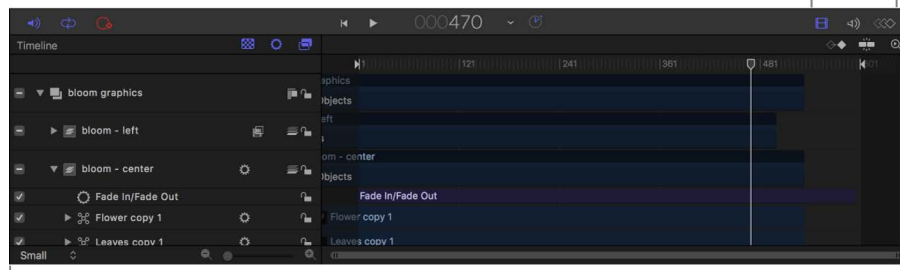 000470
Timeline
1 121 241 361 481 601
bloom graphics
aphics
Objects
bloom - left
eft
s
bloom - center
om - center
Objects
Fade In/Fade Out
Fade In/Fade Out
Flower copy 1
Flower copy 1
Leaves copy 1
Leaves copy 1
Small